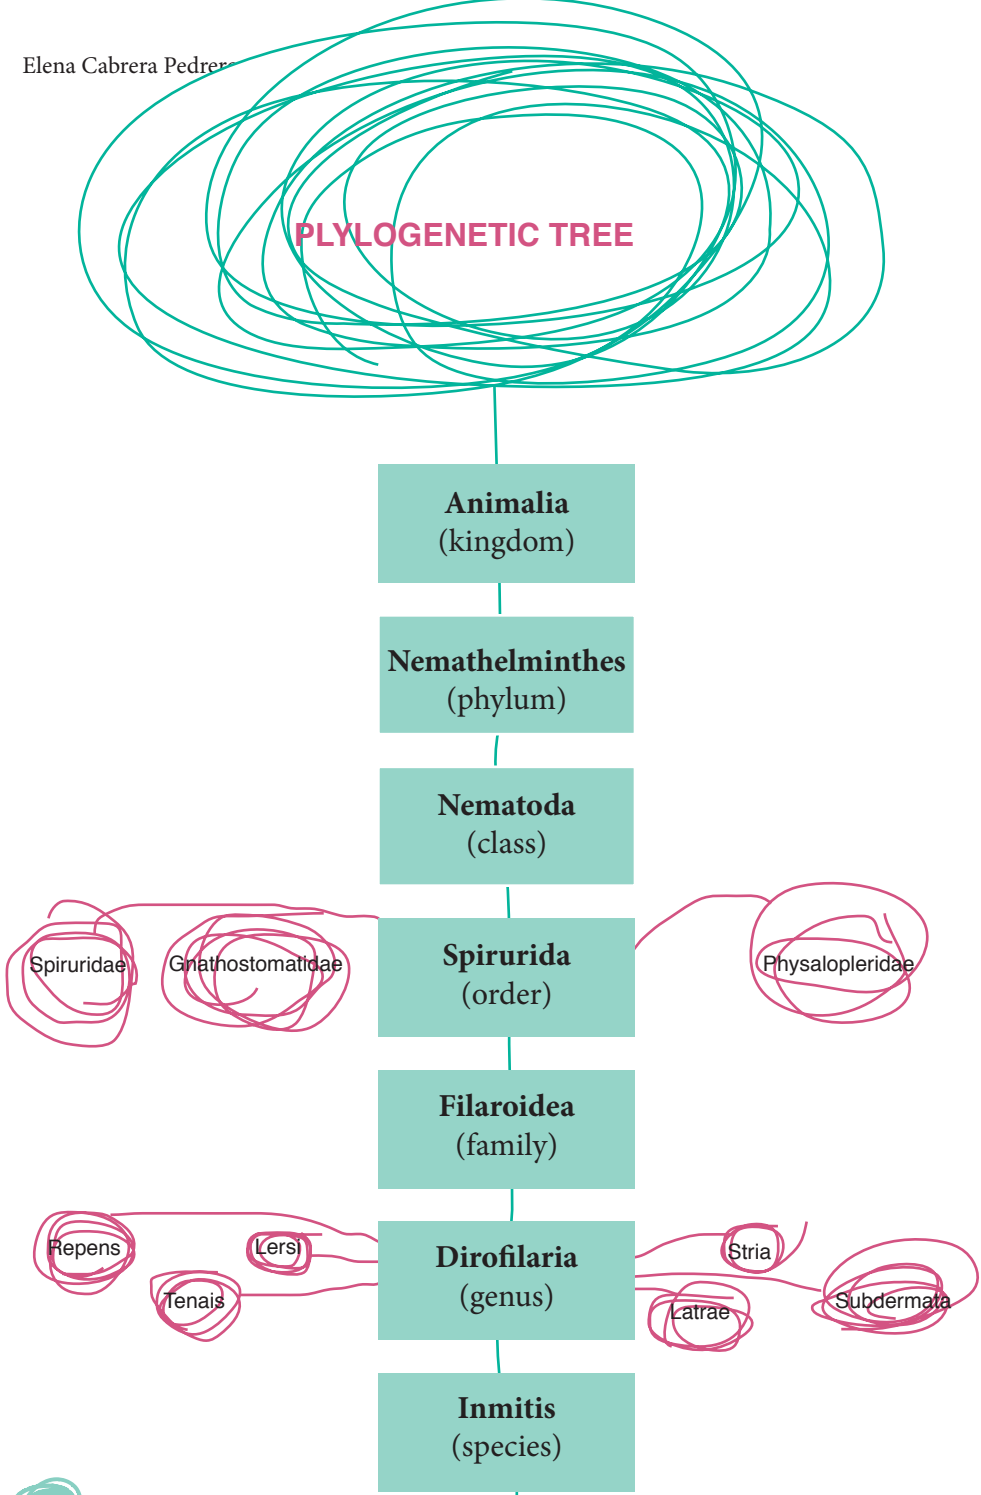 Elena Cabrera Pedrero
PLYLOGENETIC TREE
Animalia
(kingdom)
Nemathelminthes
(phylum)
Nematoda
(class)
Spiruridae
Gnathostomatidae
Spirurida
(order)
Physalopleridae
Filaroidea
(family)
Repens
Lersi
Tenais
Dirofilaria
(genus)
Stria
Latrae
Subdermata
Inmitis
(species)